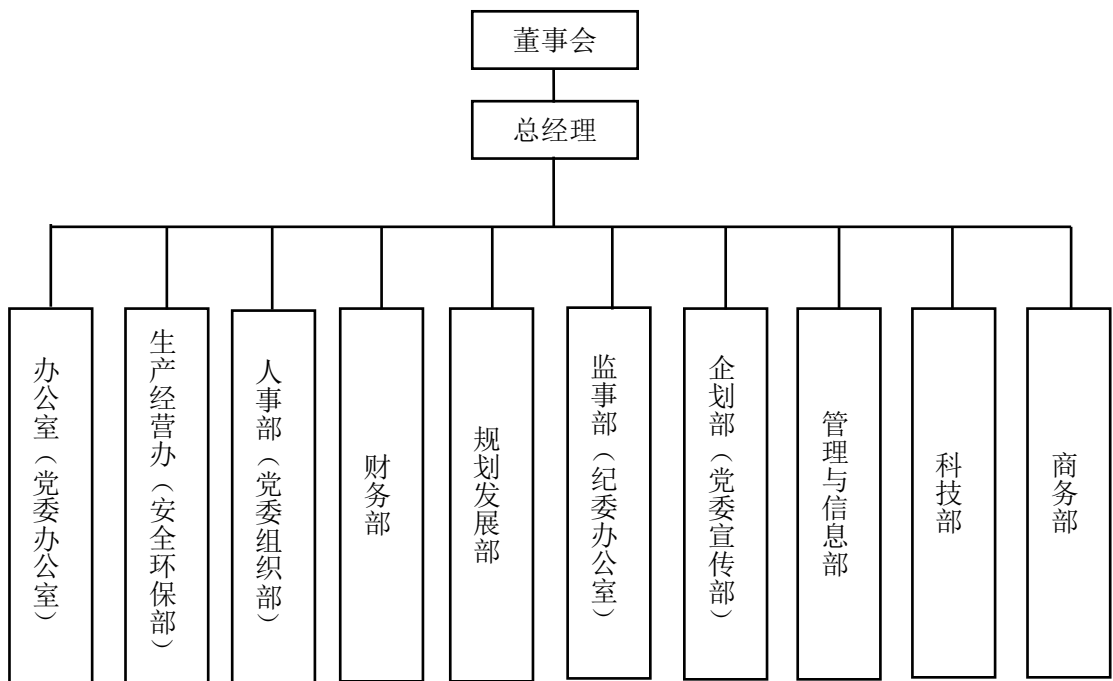 董事会
总经理
办公室（党委办公室）
生产经营办（安全环保部）
人事部（党委组织部）
财务部
规划发展部
监事部（纪委办公室）
企划部（党委宣传部）
管理与信息部
科技部
商务部